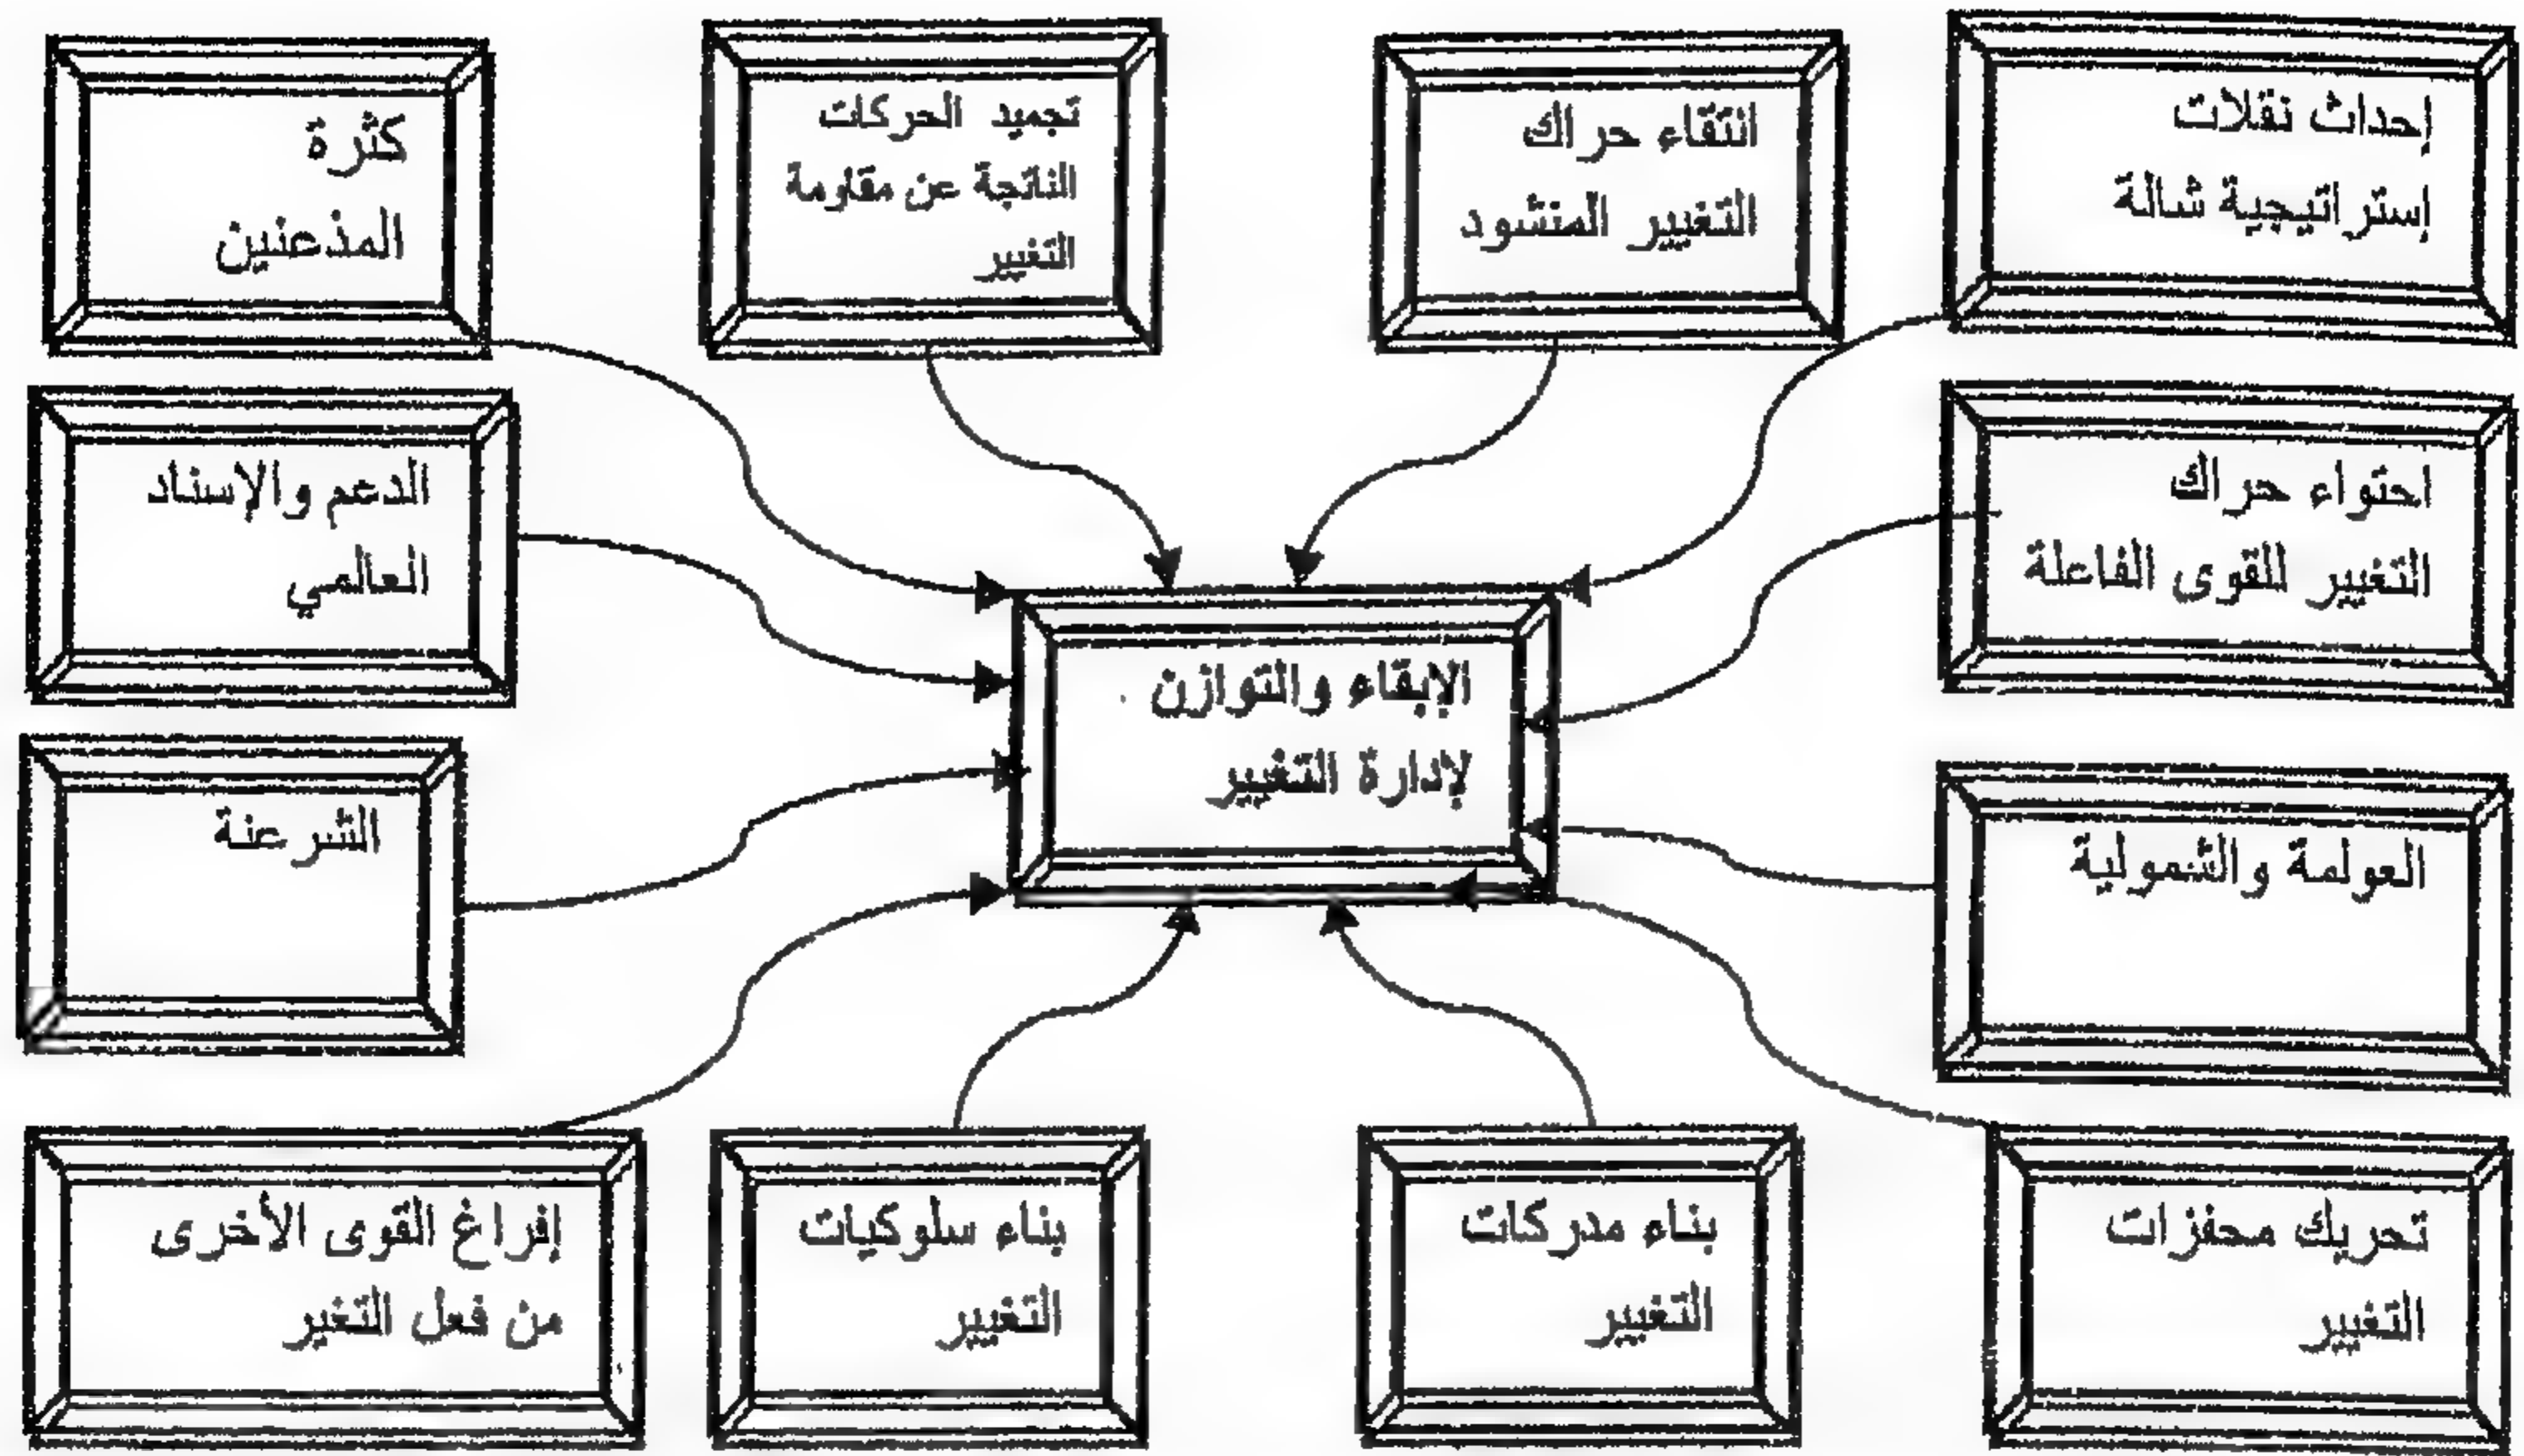 إحداث نقلات
إستراتيجية شالة
انتقاء حراك
التغيير المنشود
تجميد الحركات
الناتجة عن مقاومة
التغيير
كثرة
المذعنين
احتواء حراك
التغيير للقوى الفاعلة
الدعم والإسناد
العالمي
الإبقاء والتوازن
لإدارة التغيير
العولمة والشمولية
الشرعنة
تحريك محفزات
التغيير
بناء مدركات
التغيير
بناء سلوكيات
التغيير
إفراغ القوى الأخرى
من فعل التغير